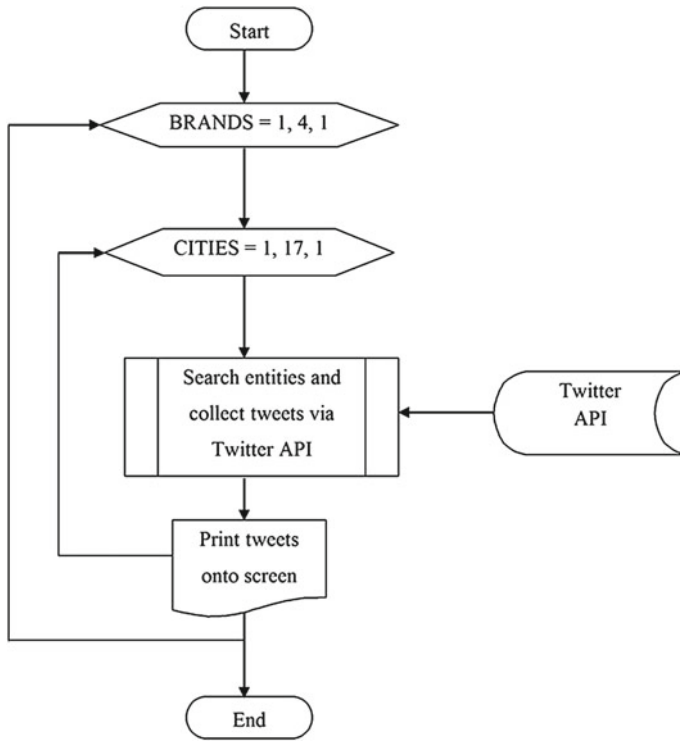 Start
BRANDS = 1, 4, 1
CITIES = 1, 17, 1
Search entities and
collect tweets via
Twitter API
Twitter
API
Print tweets
onto screen
End